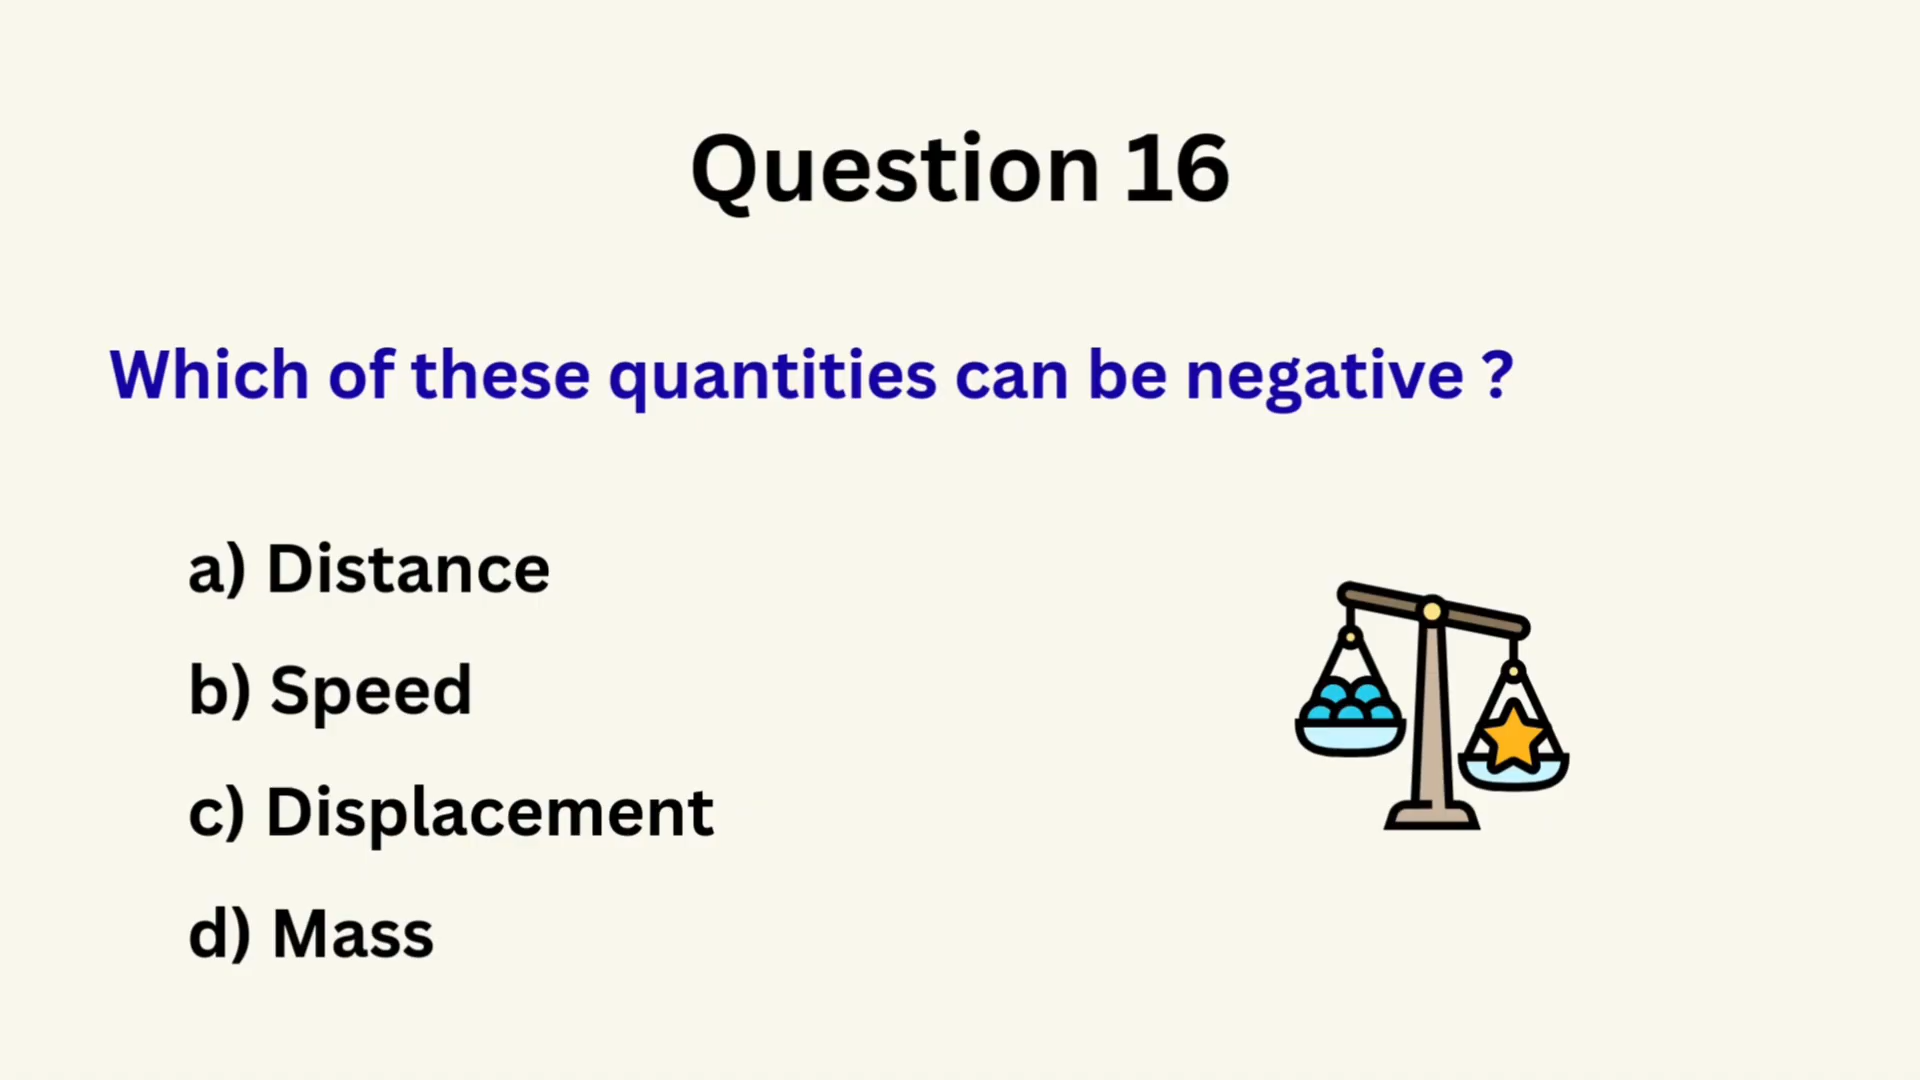 Question 16
Which of these quantities can be negative ?
a) Distance
b) Speed
c) Displacement
d) Mass